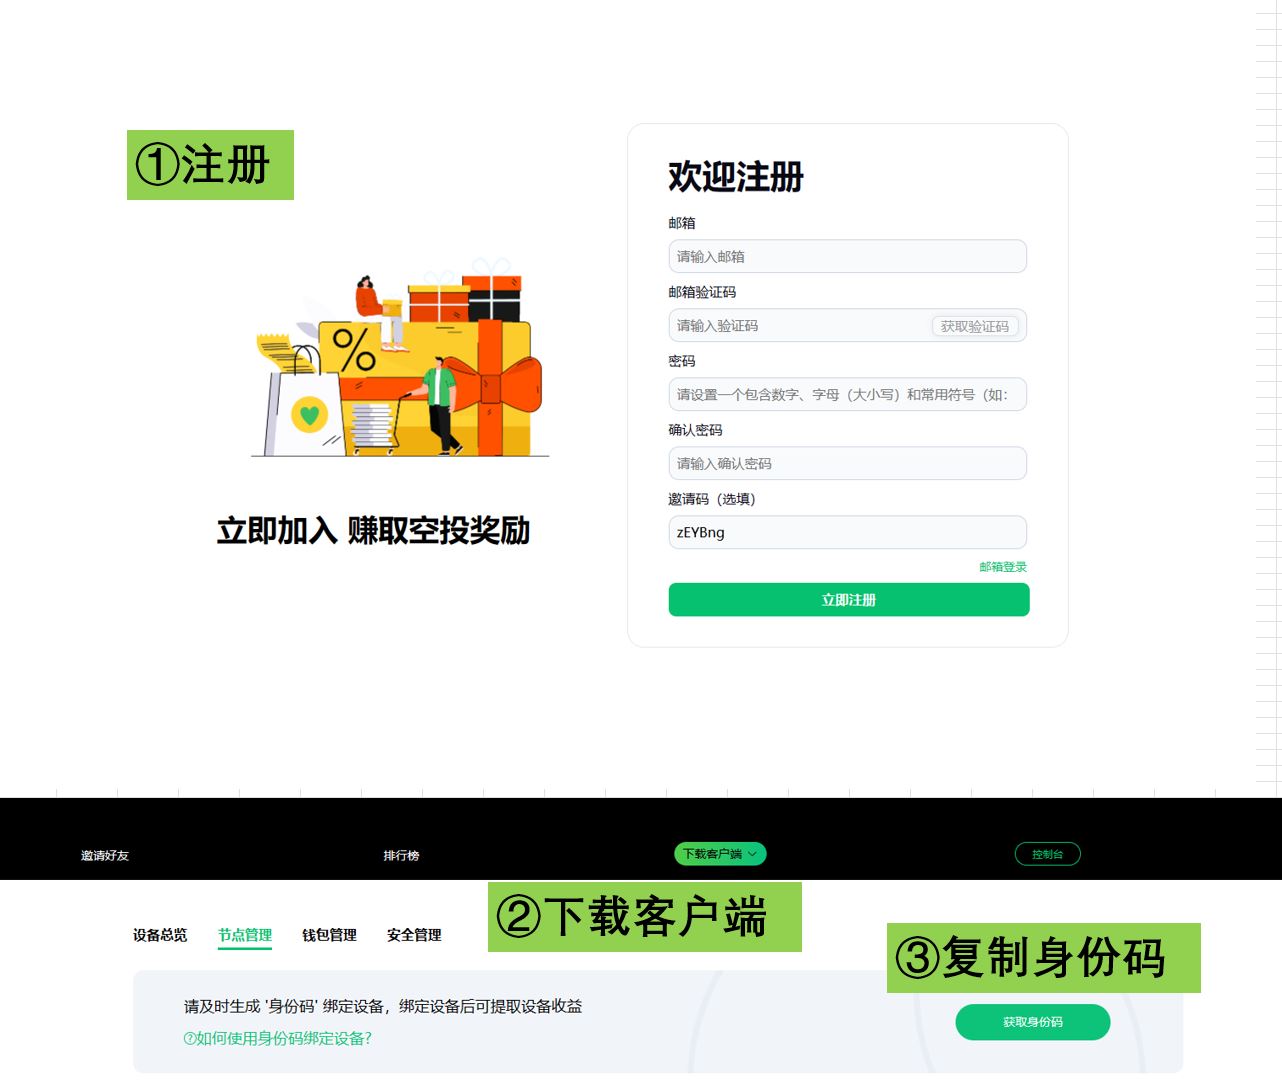 ①注册
欢迎注册
邮箱
请输入邮箱
邮箱验证码
请输入验证码 获取验证码
密码
请设置一个包含数字、字母（大小写）和常用符号（如：
确认密码
请输入确认密码
邀请码（选填）
zEYBng
邮箱登录
立即注册
%
立即加入 赚取空投奖励
邀请好友 排行榜 下载客户端 控制台
②下载客户端
设备总览 节点管理 钱包管理 安全管理
③复制身份码
请及时生成 '身份码' 绑定设备，绑定设备后可提取设备收益
获取身份码
?如何使用身份码绑定设备?